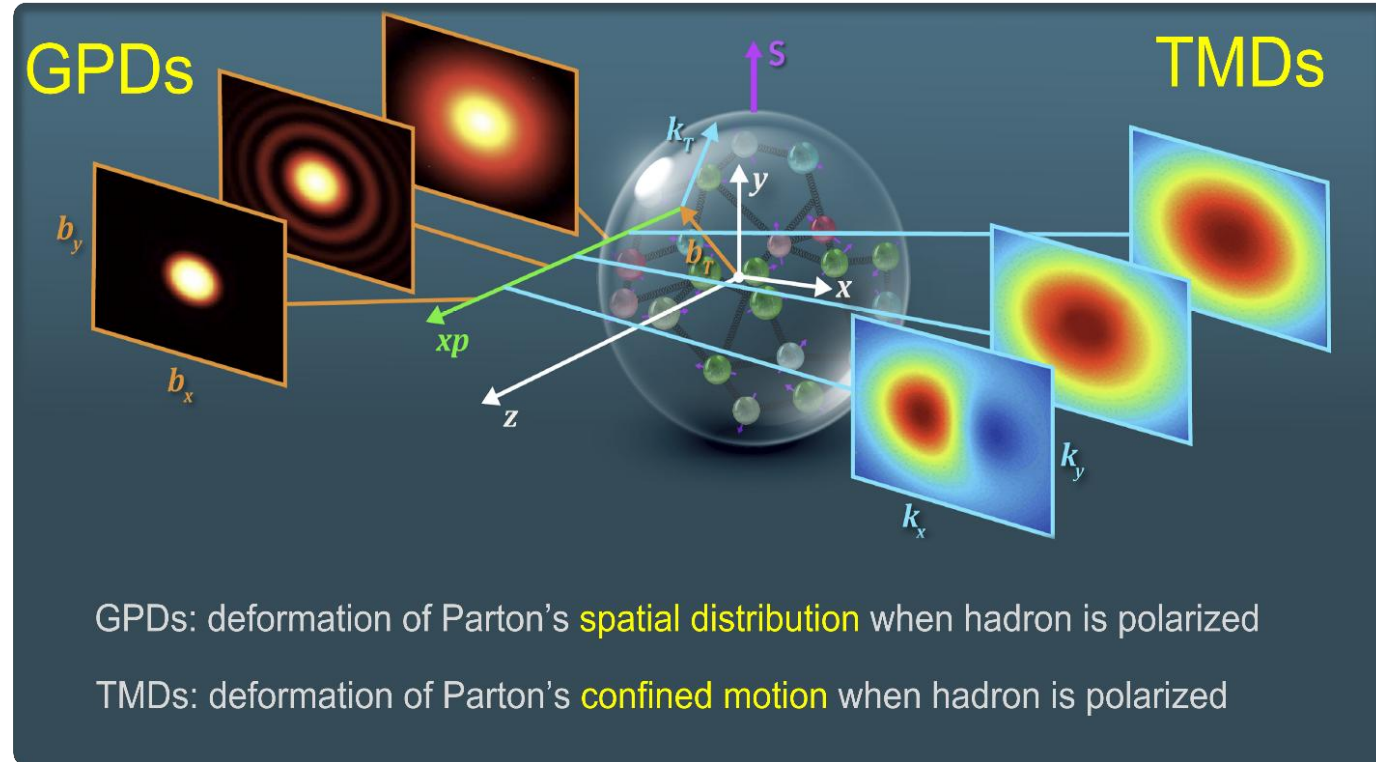 GPDs
TMDs
S
k_T
y
b_y
b_T
x
xp
b_x
z
k_y
k_x
GPDs: deformation of Parton's spatial distribution when hadron is polarized
TMDs: deformation of Parton's confined motion when hadron is polarized